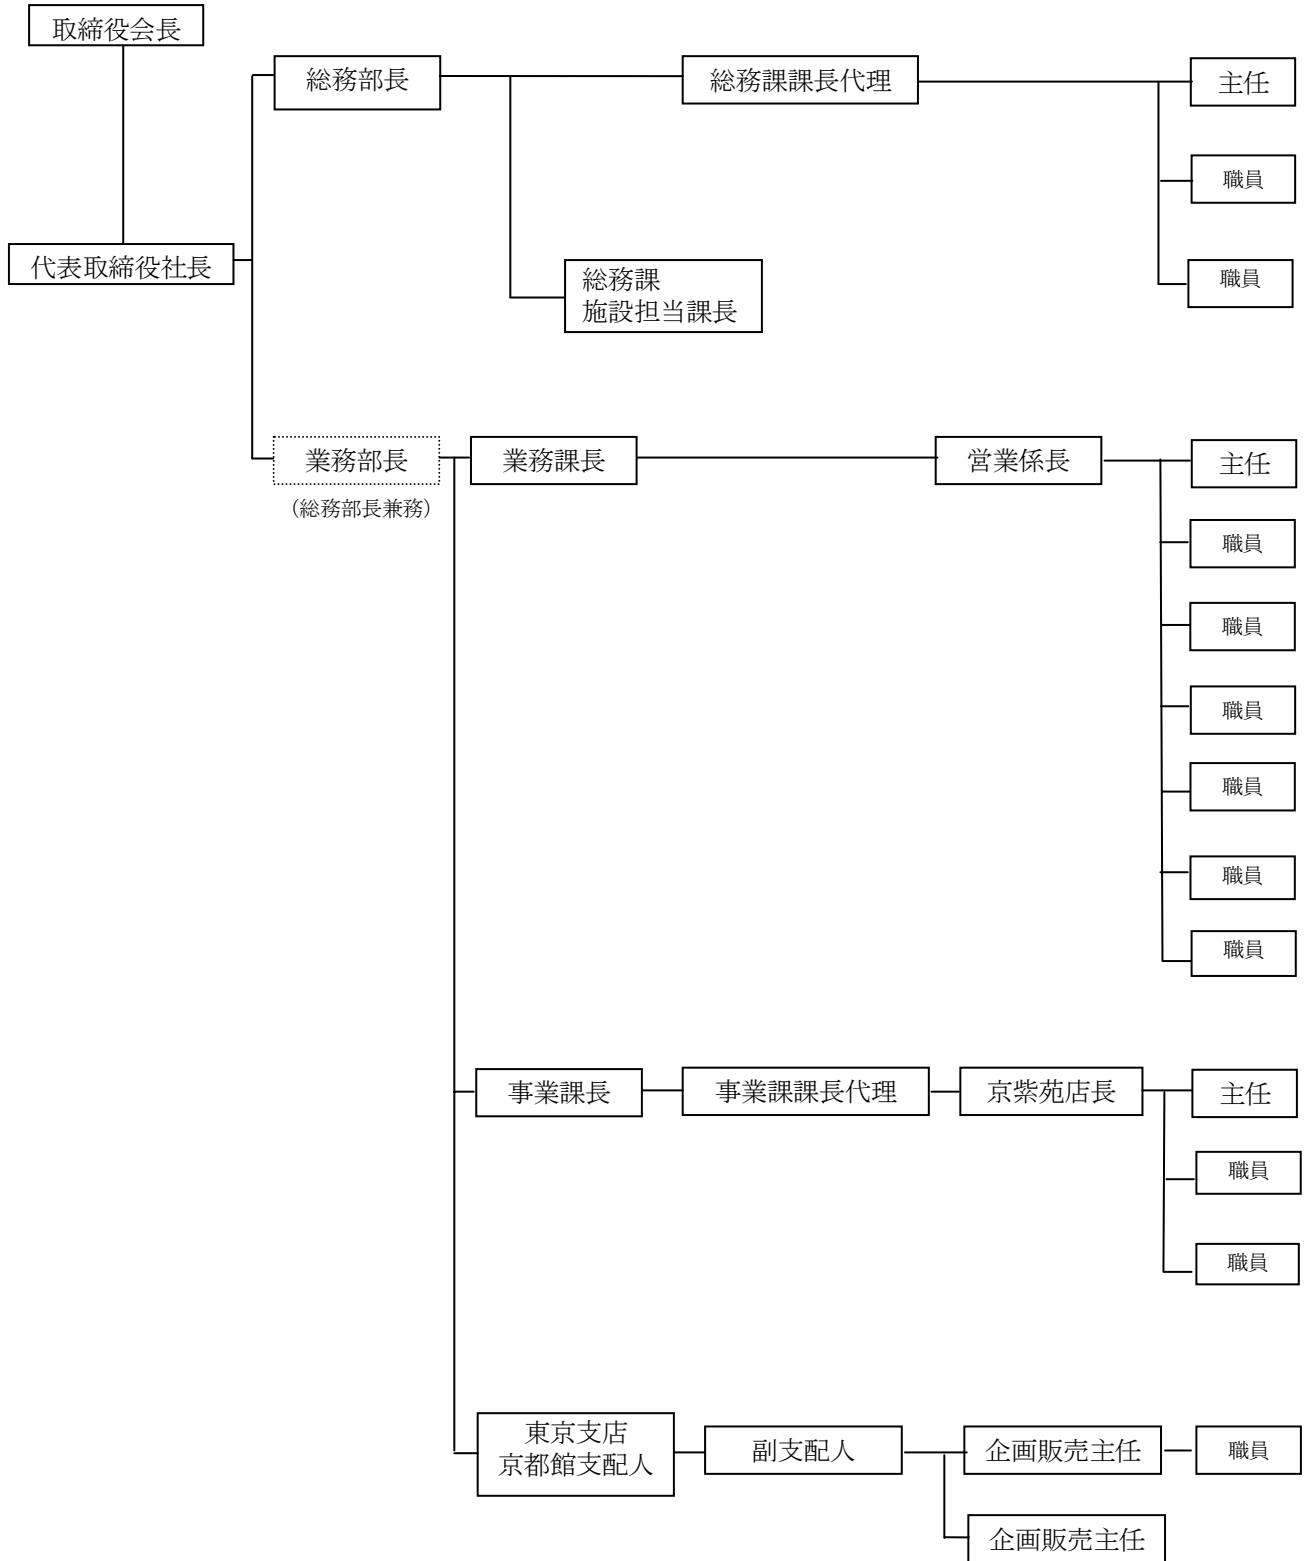 取締役会長
総務部長
総務課課長代理
主任
職員
代表取締役社長
総務課
施設担当課長
職員
業務部長
業務課長
営業係長
主任
(総務部長兼務)
職員
職員
職員
職員
職員
職員
事業課長
事業課課長代理
京紫苑店長
主任
職員
職員
東京支店
京都館支配人
副支配人
企画販売主任
職員
企画販売主任